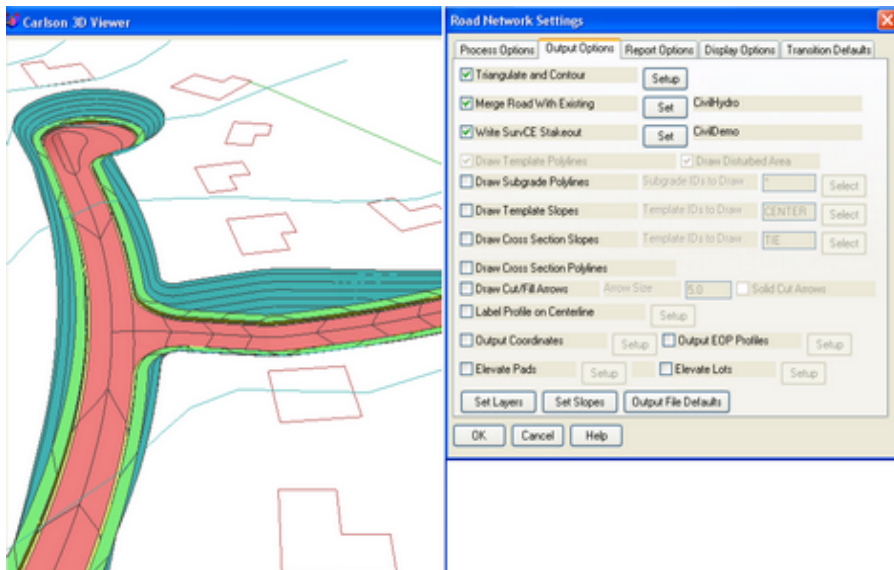 Carlson 3D Viewer
Road Network Settings
Process Options Output Options Report Options Display Options Transition Defaults
Triangulate and Contour Setup
Merge Road With Existing Set CivilHydro
Write SurvCE Stakeout Set CivilDemo
Draw Template Polylines Draw Disturbed Area
Draw Subgrade Polylines Subgrade IDs to Draw * Select
Draw Template Slopes Template IDs to Draw CENTER Select
Draw Cross Section Slopes Template IDs to Draw TIE Select
Draw Cross Section Polylines
Draw Cut/Fill Arrows Arrow Size 5.0 Solid Cut Arrows
Label Profile on Centerline Setup
Output Coordinates Setup Output EOP Profiles Setup
Elevate Pads Setup Elevate Lots Setup
Set Layers Set Slopes Output File Defaults
OK Cancel Help